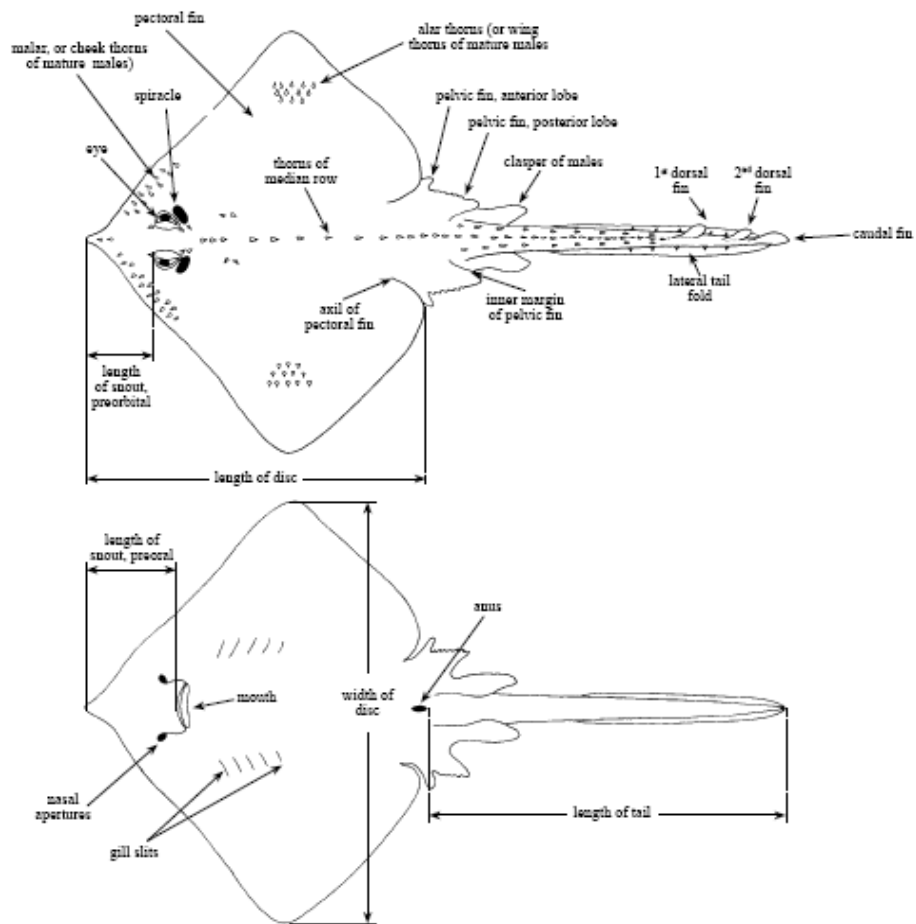 pectoral fin
malar, or cheek thorns
of mature males)
spiracle
eye
alar thorns (or wing
thorns of mature males)
pelvic fin, anterior lobe
pelvic fin, posterior lobe
thorns of
median row
clasper of males
1st dorsal
fin
2nd dorsal
fin
caudal fin
lateral tail
fold
axil of
pectoral fin
inner margin
of pelvic fin
length
of snout,
preorbital
length of disc
length of
snout, preoral
anus
mouth
width of
disc
nasal
apertures
gill slits
length of tail